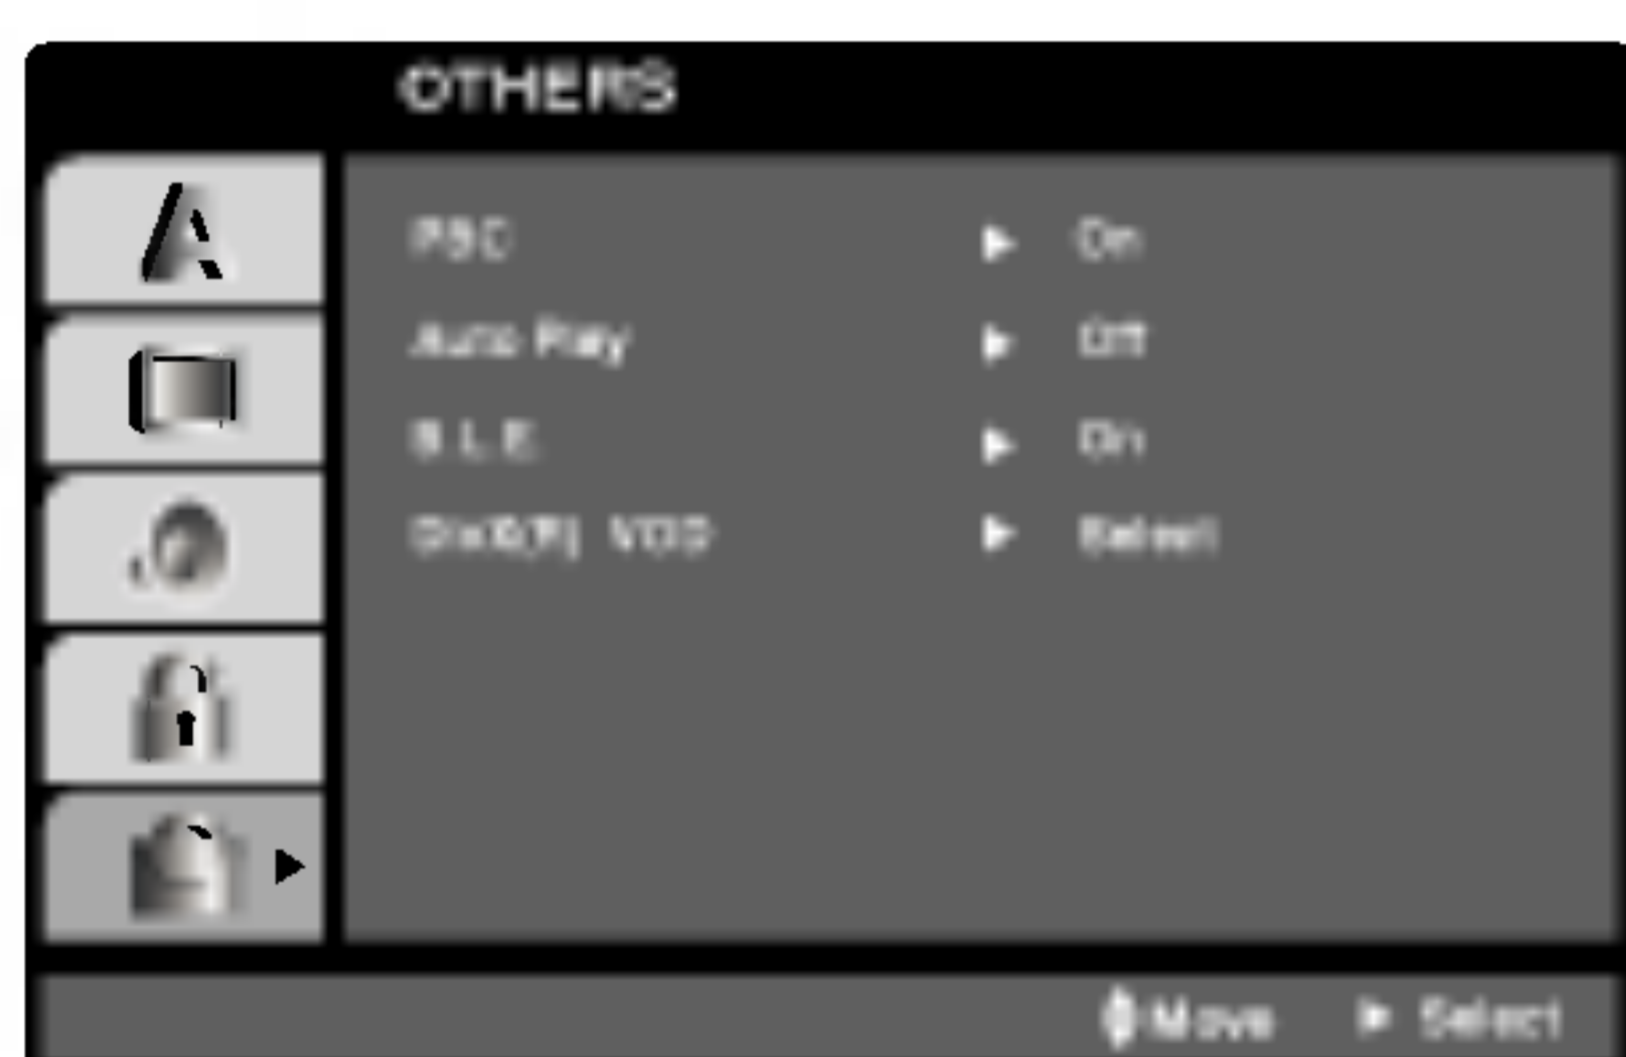 OTHERS
PBC On
Auto Play Off
B.L.E. On
DivX(R) VOD Select
Move Select